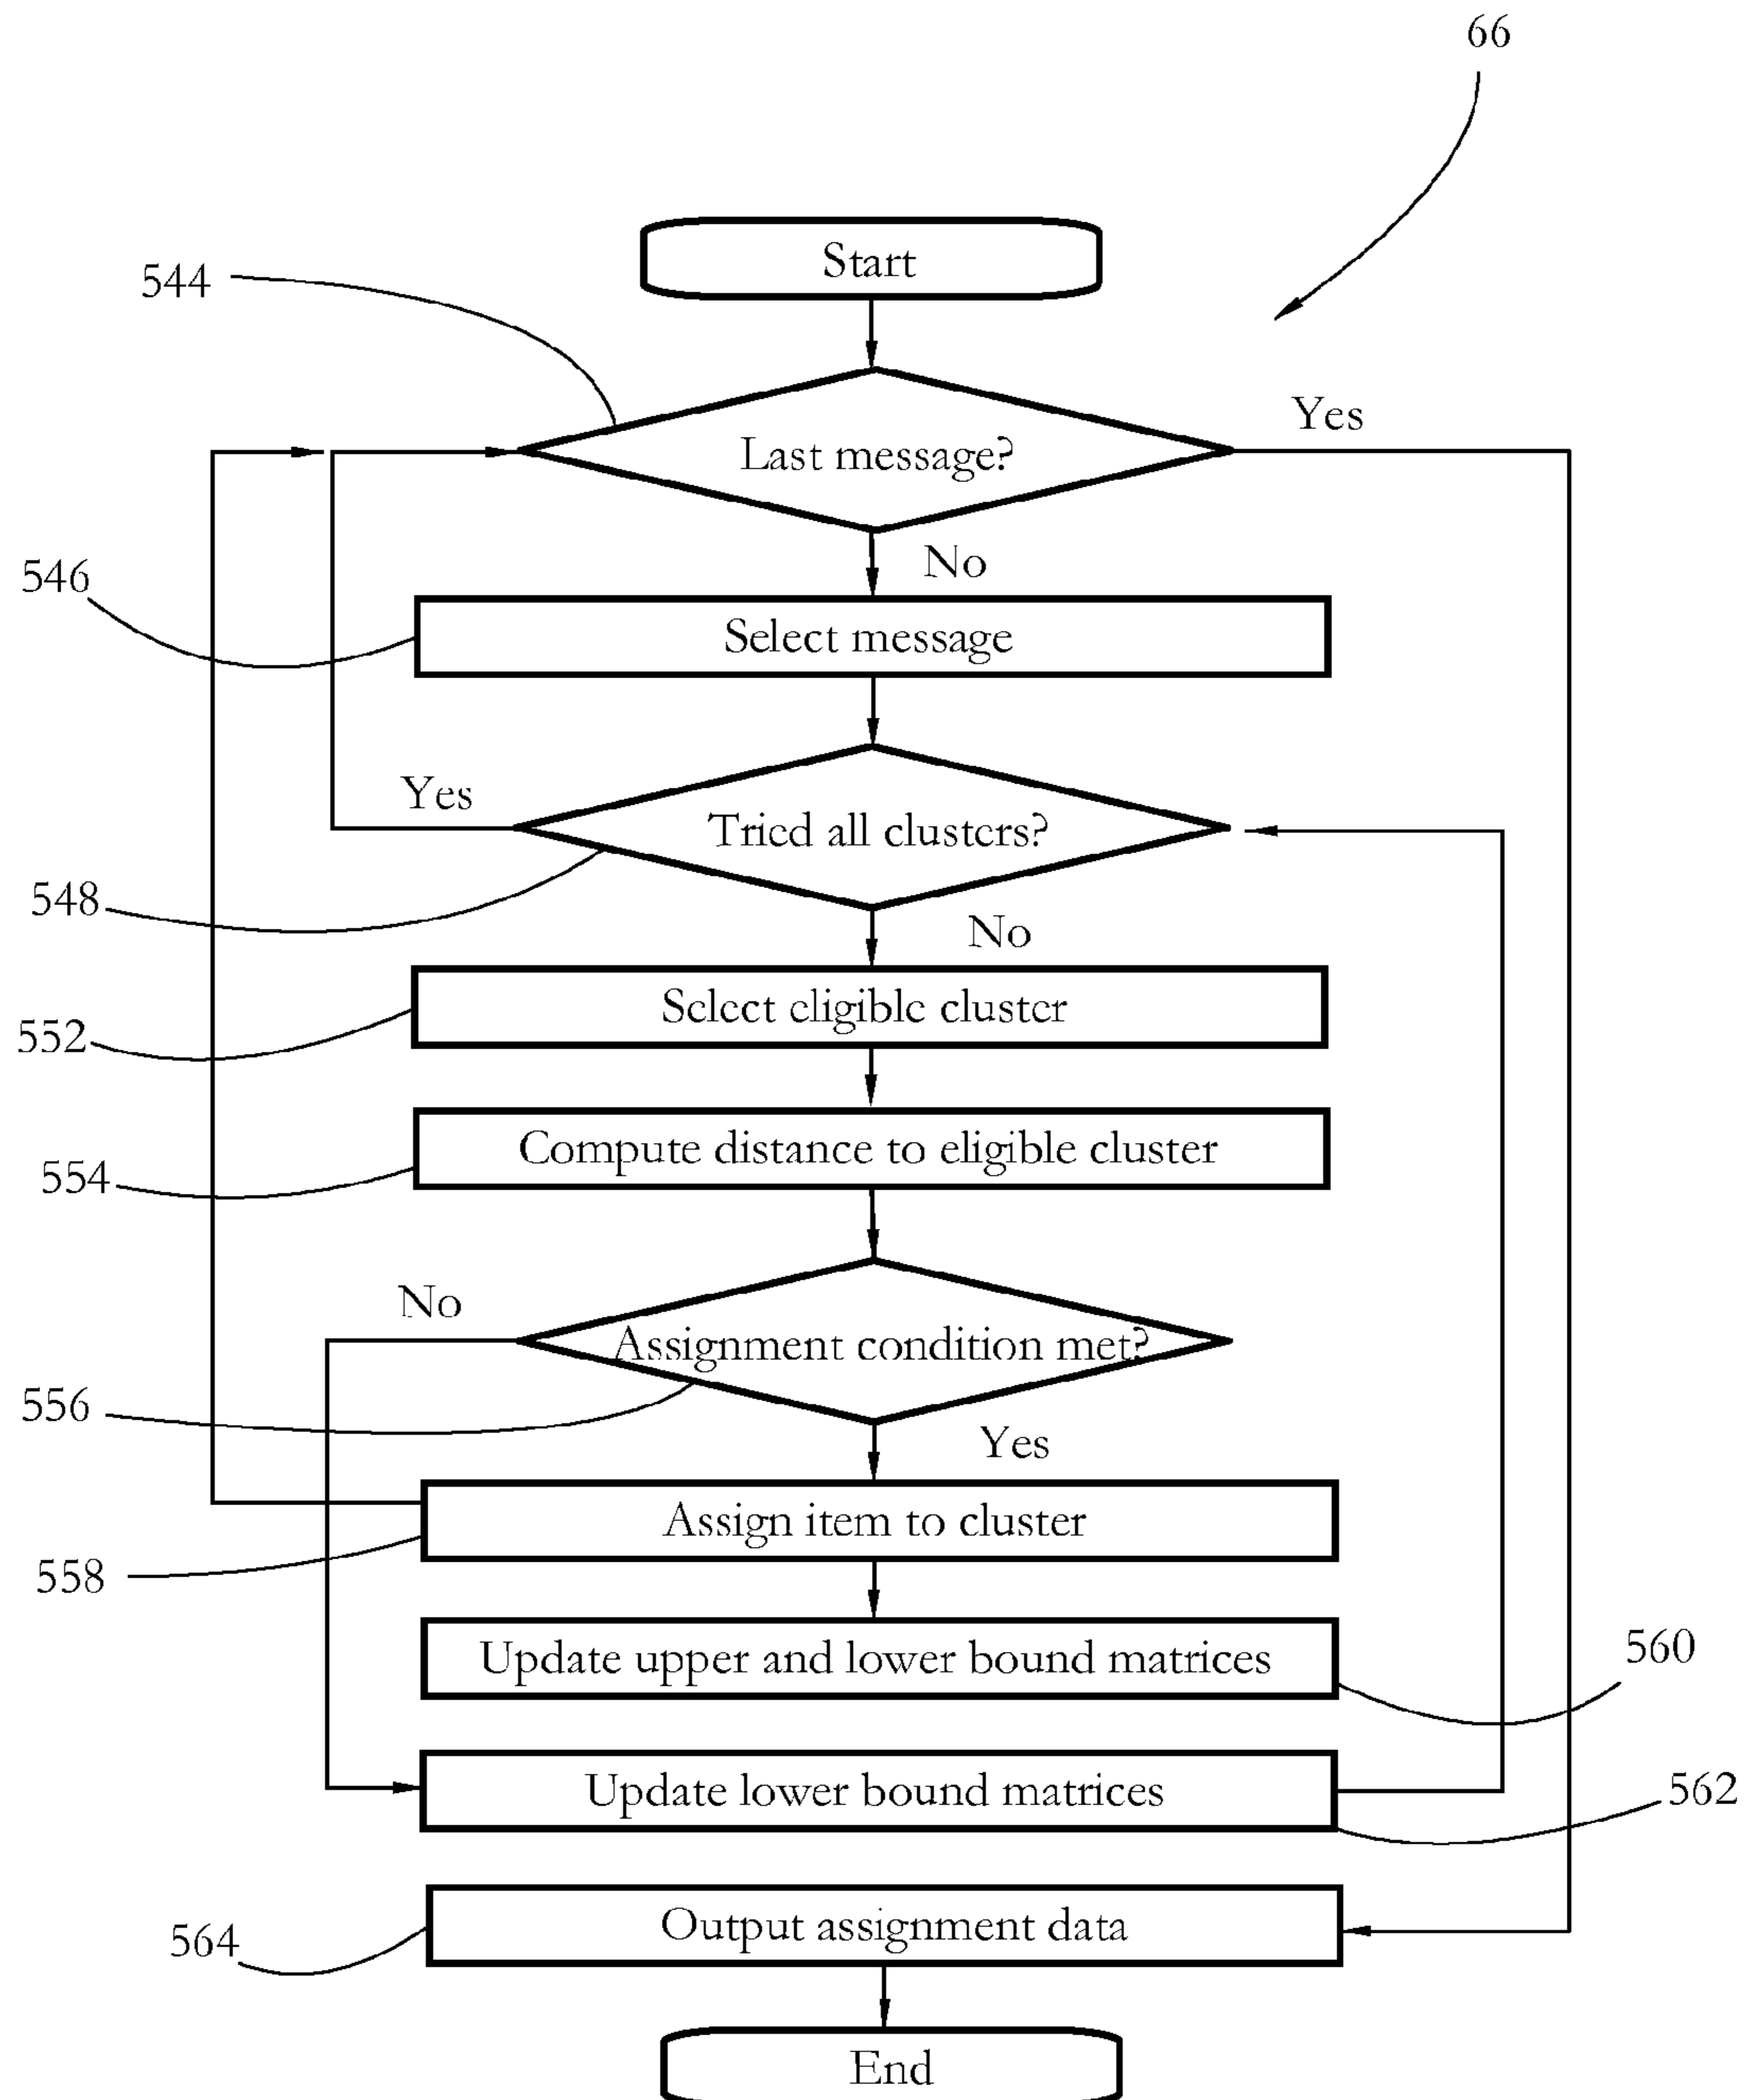 66
Start
544
Yes
Last message?
No
546
Select message
Yes
Tried all clusters?
548
No
Select eligible cluster
552
Compute distance to eligible cluster
554
No
Assignment condition met?
556
Yes
Assign item to cluster
558
Update upper and lower bound matrices
560
Update lower bound matrices
562
Output assignment data
564
End